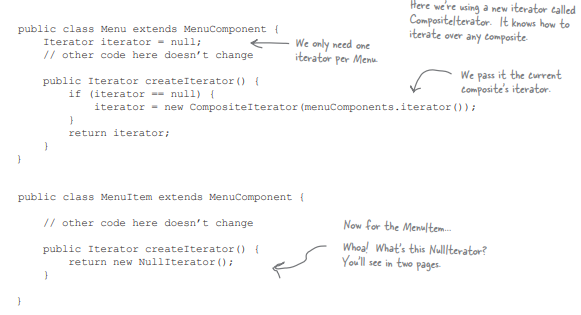 Here we're using a new iterator called
CompositeIterator. It knows how to
iterate over any composite.
public class Menu extends MenuComponent {
Iterator iterator = null;
// other code here doesn't change
We only need one
iterator per Menu.
public Iterator createIterator() {
if (iterator == null) {
iterator = new CompositeIterator(menuComponents.iterator());
}
return iterator;
}
}
We pass it the current
composite's iterator.
public class MenuItem extends MenuComponent {
// other code here doesn't change
Now for the MenuItem...
public Iterator createIterator() {
return new NullIterator();
}
}
Whoa! What's this NullIterator?
You'll see in two pages.